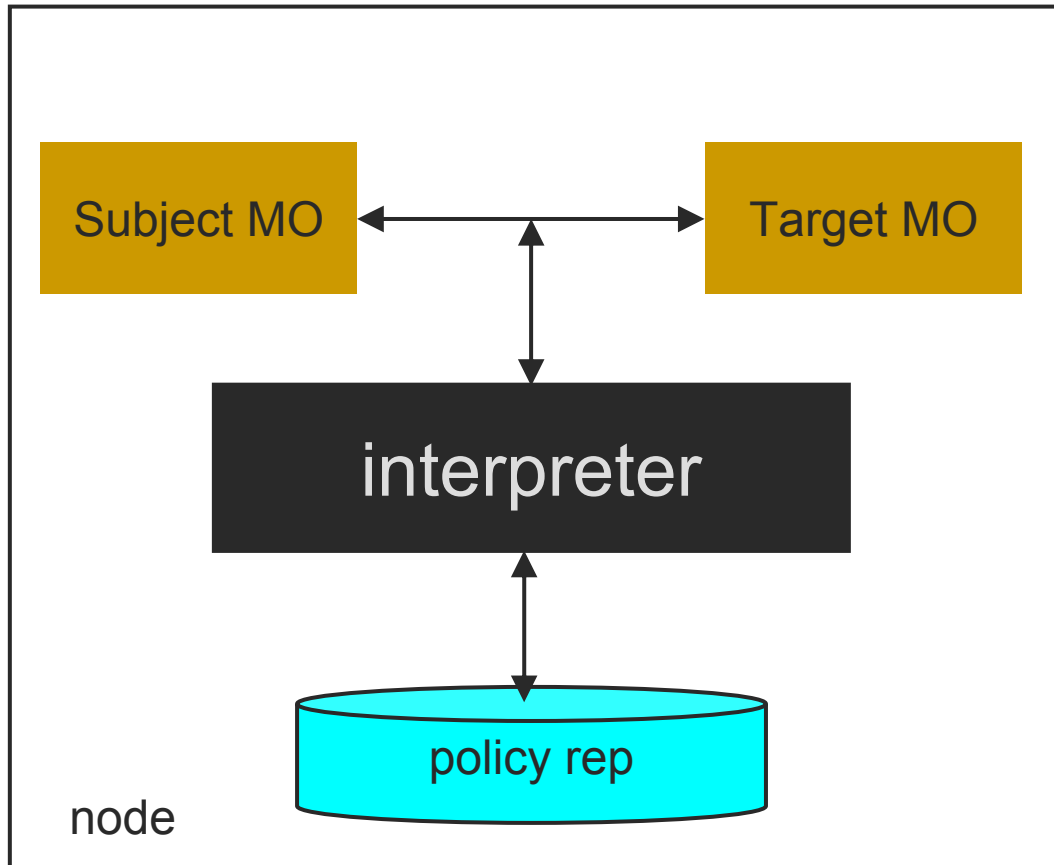 Subject MO
Target MO
interpreter
policy rep
node